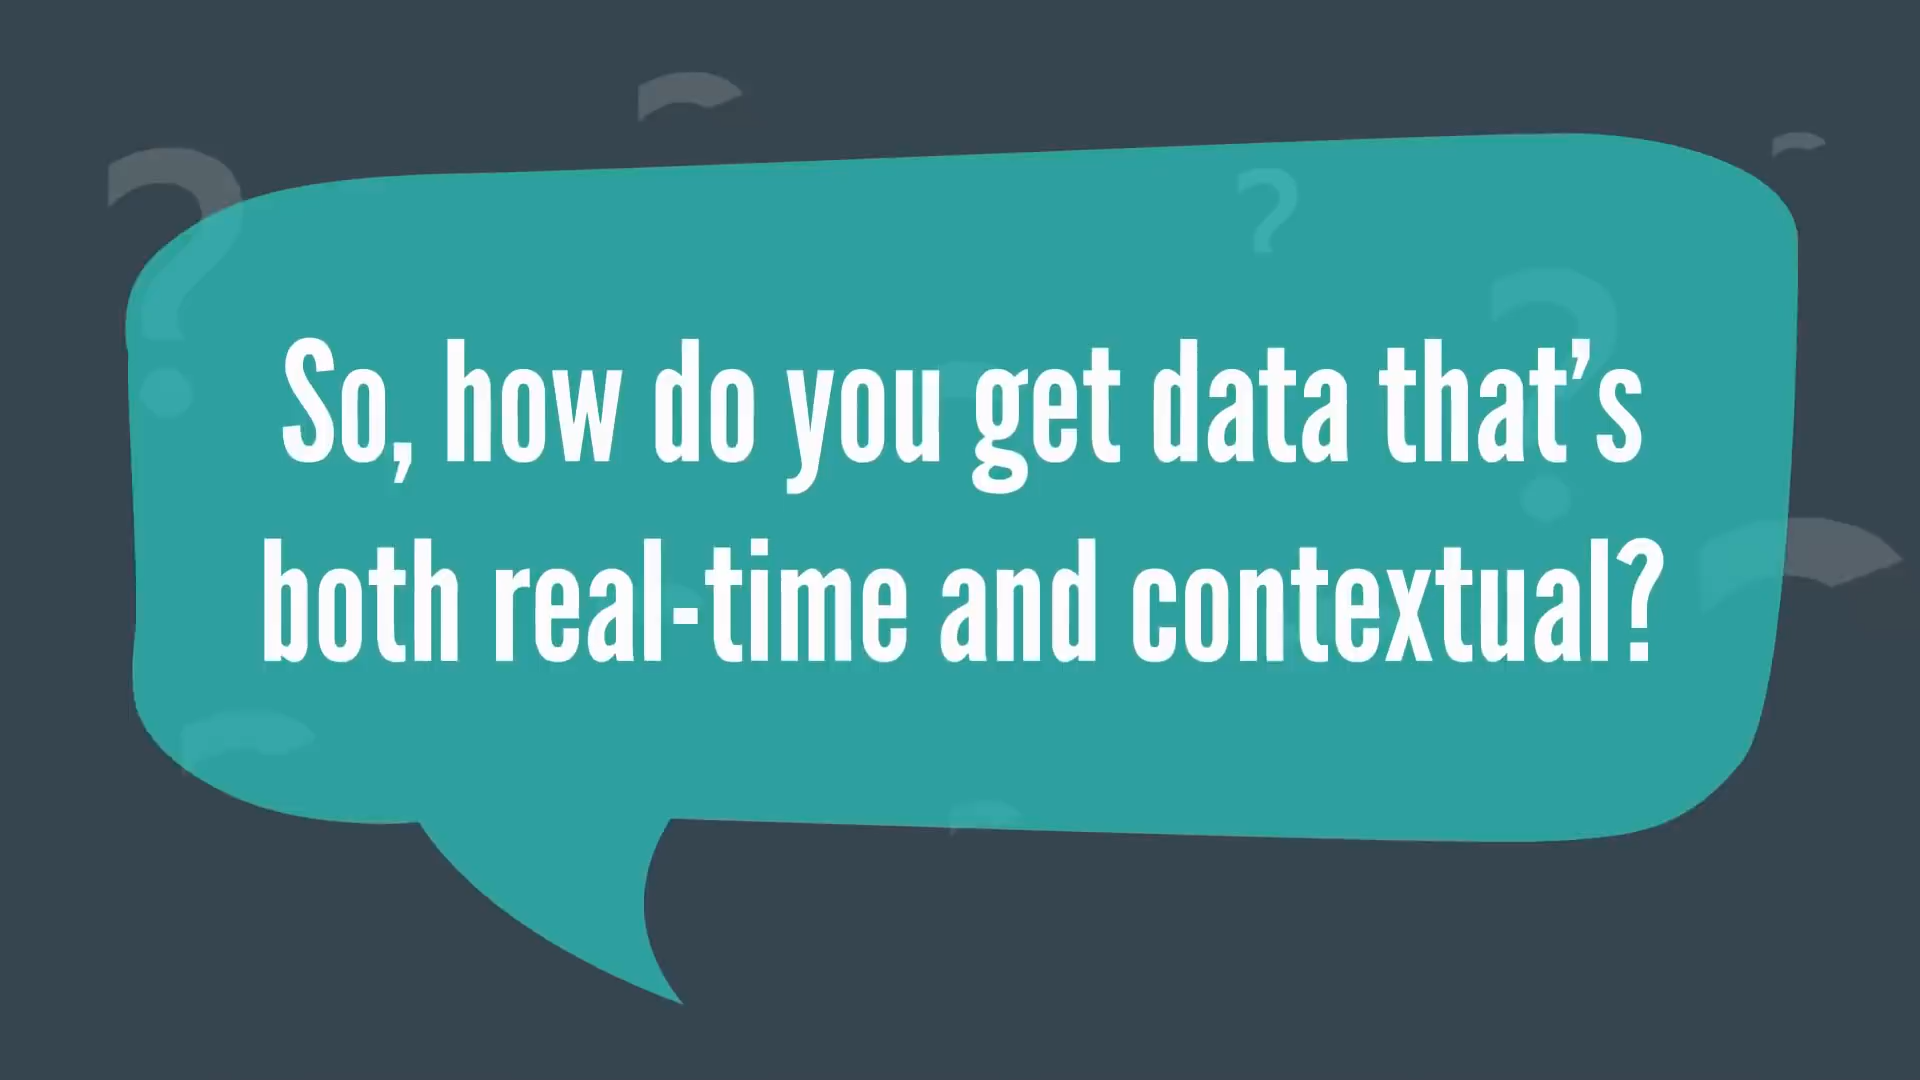 So, how do you get data that’s
both real-time and contextual?